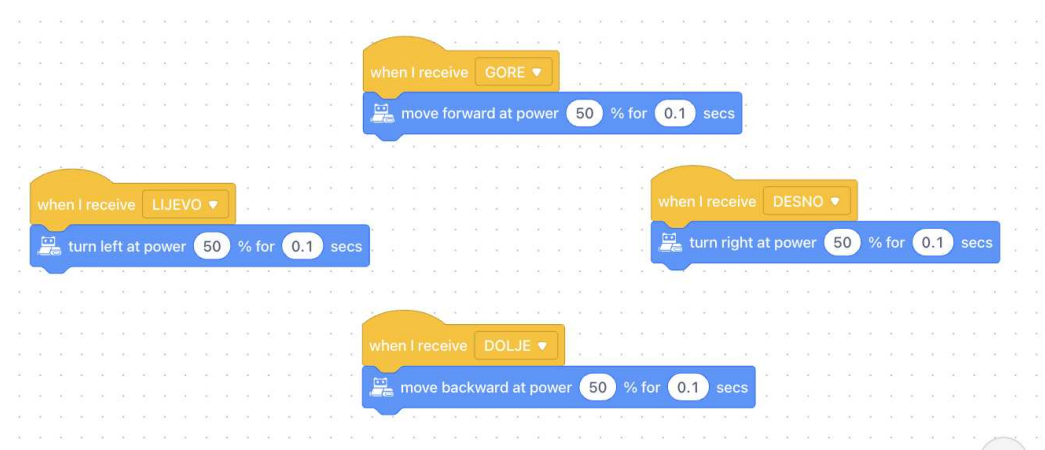 when I receive GORE
move forward at power 50 % for 0.1 secs
when I receive LIJEVO
turn left at power 50 % for 0.1 secs
when I receive DESNO
turn right at power 50 % for 0.1 secs
when I receive DOLJE
move backward at power 50 % for 0.1 secs